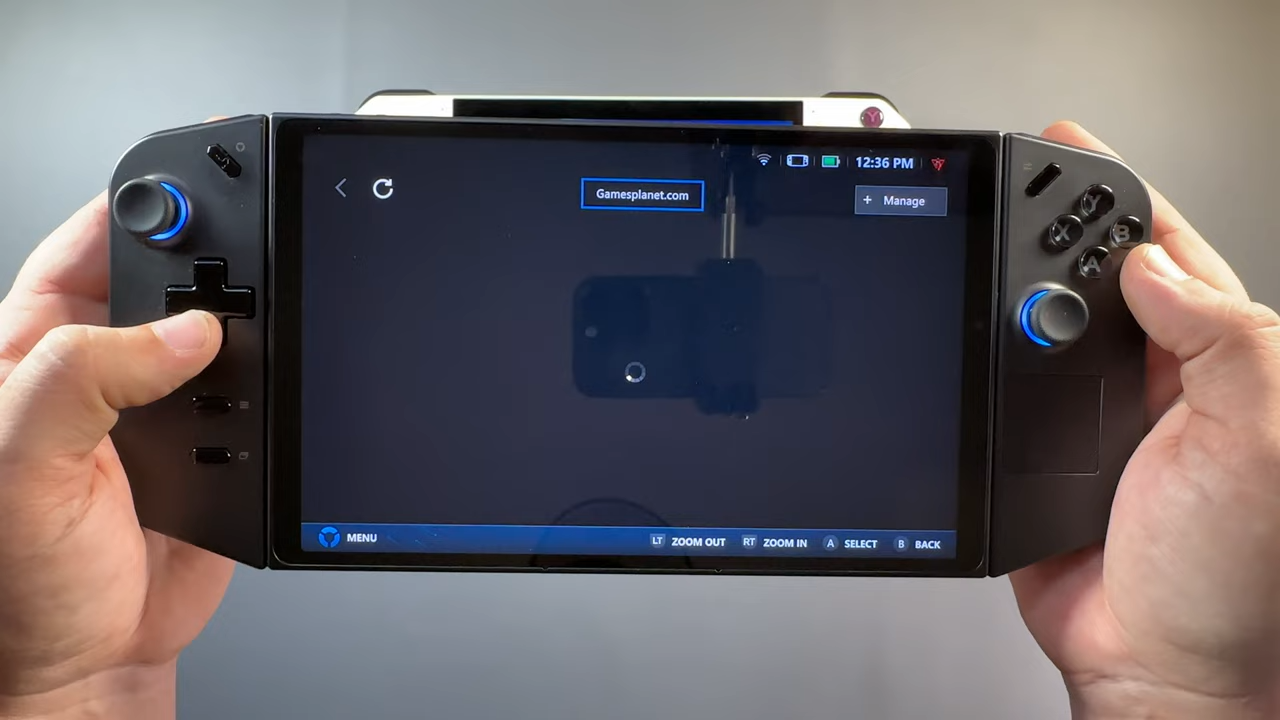 12:36 PM
Gamesplanet.com
+ Manage
Y
X
B
A
MENU
LT ZOOM OUT
RT ZOOM IN
A SELECT
B BACK